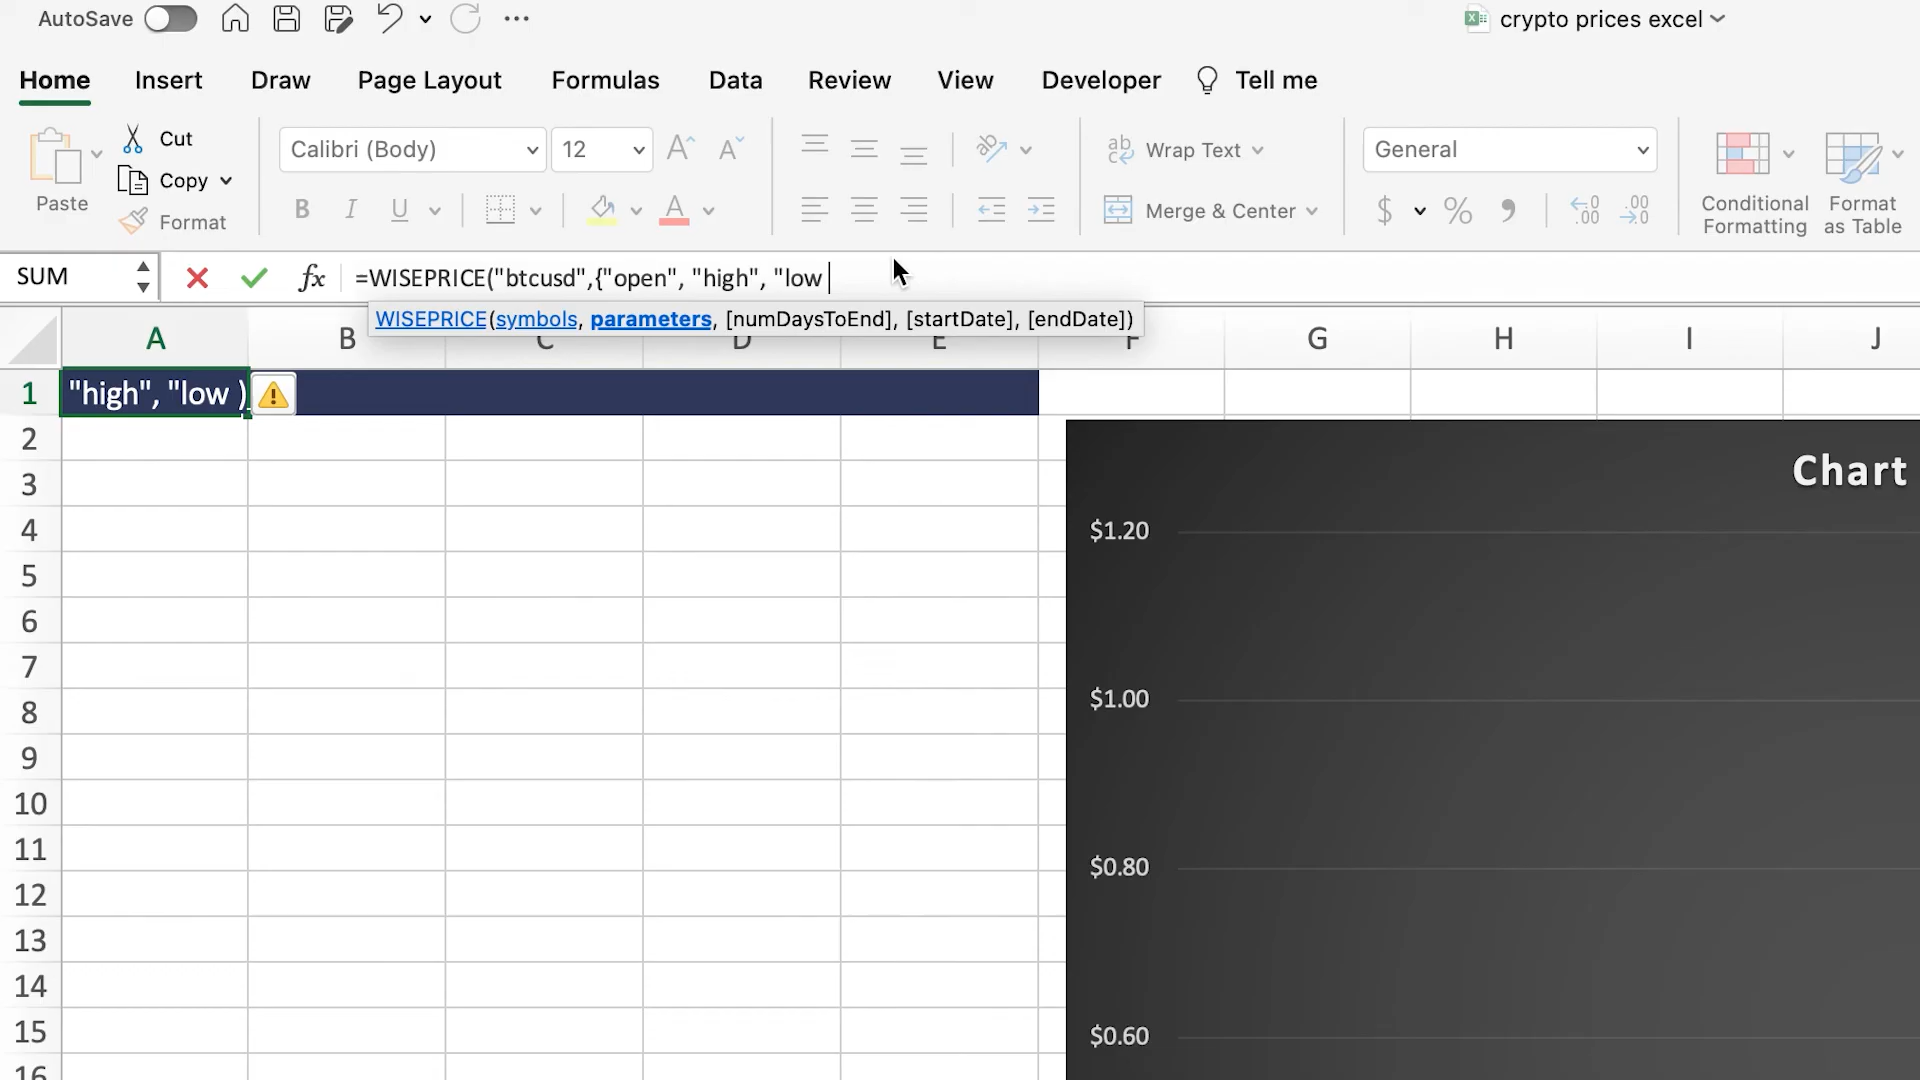 AutoSave
crypto prices excel
Home Insert Draw Page Layout Formulas Data Review View Developer Tell me
Paste
Cut
Copy
Format
Calibri (Body) 12
B I U
Wrap Text
Merge & Center
General
$ % ,
Conditional Formatting
Format as Table
SUM
fx =WISEPRICE("btcusd",{"open", "high", "low
WISEPRICE(symbols, parameters, [numDaysToEnd], [startDate], [endDate])
A B C D E F G H I J
1 "high", "low )
2
3
4
5
6
7
8
9
10
11
12
13
14
15
16
Chart
$1.20
$1.00
$0.80
$0.60